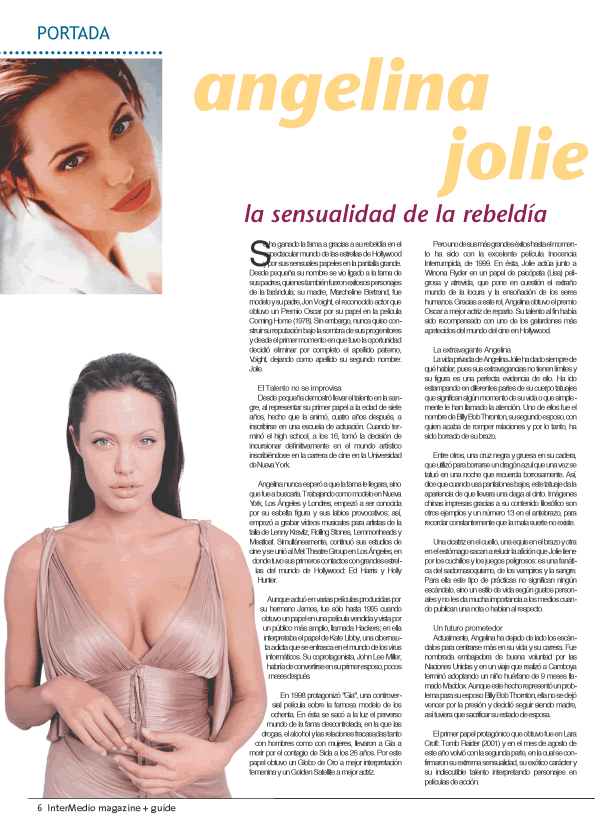 PORTADA
angelina
jolie
la sensualidad de la rebeldía
S ha ganado la fama a gracias a su rebeldía en el
pectacular mundo de las estrellas de Hollywood
y por sus sensuales papeles en la pantalla grande.
Desde pequeña su nombre se vio ligado a la fama de
sus padres, quienes también fueron exitosos personajes
de la farándula: su madre, Marcheline Bertrand, fue
modelo y su padre, Jon Voight, el reconocido actor que
obtuvo un Premio Oscar por su papel en la película
Coming Home (1978). Sin embargo, nunca quiso con-
struir su reputación bajo la sombra de sus progenitores
y desde el primer momento en que tuvo la oportunidad
decidió eliminar por completo el apellido paterno,
Voight, dejando como apellido su segundo nombre:
Jolie.
El Talento no se improvisa
Desde pequeña demostró llevar el talento en la san-
gre, al representar su primer papel a la edad de siete
años, hecho que la animó, cuatro años después, a
inscribirse en una escuela de actuación. Cuando ter-
minó el high school, a los 16, tomó la decisión de
incursionar definitivamente en el mundo artístico
inscribiéndose en la carrera de cine en la Universidad
de Nueva York.
Angelina nunca esperó a que la fama le llegara, sino
que fue a buscarla. Trabajando como modelo en Nueva
York, Los Ángeles y Londres, empezó a ser conocida
por su esbelta figura y sus labios provocativos; así,
empezó a grabar videos musicales para artistas de la
talla de Lenny Kravitz, Rolling Stones, Lemmonheads y
Meatloaf. Simultáneamente, continuó sus estudios de
cine y se unió al Met Theatre Group en Los Ángeles, en
donde tuvo sus primeros contactos con grandes estrel-
las del mundo de Hollywood: Ed Harris y Holly
Hunter.
Aunque actuó en varias películas producidas por
su hermano James, fue sólo hasta 1995 cuando
obtuvo un papel en una película vendida y vista por
un público más amplio, llamada Hackers; en ella
interpretaba el papel de Kate Libby, una obernau-
ta adicta que se enfrasca en el mundo de los virus
informáticos. Su coprotagonista, John Lee Miller,
habría de convertirse en su primer esposo, pocos
meses después.
En 1998 protagonizó "Gia", una controver-
sial película sobre la famosa modelo de los
ochenta. En ésta se sacó a la luz el perverso
mundo de la fama descontrolada, en la que las
drogas, el alcohol y las relaciones fracasadas tanto
con hombres como con mujeres, llevaron a Gia a
morir por el contagio de Sida a los 26 años. Por este
papel obtuvo un Globo de Oro a mejor interpretación
femenina y un Golden Satellite a mejor actriz.
Pero uno de sus más grandes éxitos hasta el momen-
to ha sido con la excelente película Inocencia
Interrumpida, de 1999. En ésta, Jolie actúa junto a
Winona Ryder en un papel de psicópata (Lisa) peli-
grosa y atrevida, que pone en cuestión el extraño
mundo de la locura y la ensoñación de los seres
humanos. Gracias a este rol, Angelina obtuvo el premio
Oscar a mejor actriz de reparto. Su talento al fin había
sido recompensado con uno de los galardones más
apetecidos del mundo del cine en Hollywood.
La extravagante Angelina
La vida privada de Angelina Jolie ha dado siempre de
qué hablar, pues sus extravagancias no tienen límites y
su figura es una perfecta evidencia de ello. Ha ido
estampando en diferentes partes de su cuerpo tatuajes
que significan algún momento de su vida o que simple-
mente le han llamado la atención. Uno de ellos fue el
nombre de Billy Bob Thornton, su segundo esposo, con
quien acaba de romper relaciones y por lo tanto, ha
sido borrado de su brazo.
Entre otros, una cruz negra y gruesa en su cadera,
que utilizó para borrarse un dragón azul que una vez se
tatuó en una noche que recuerda borrosamente. Así,
dice que cuando usa pantalones bajos, este tatuaje da la
apariencia de que llevara una daga al cinto. Imágenes
chinas impresas gracias a su contenido filosófico son
otros ejemplos y un número 13 en el antebrazo, para
recordar constantemente que la mala suerte no existe.
Una cicatriz en el cuello, una equis en el brazo y otra
en el estómago sacan a relucir la afición que Jolie tiene
por los cuchillos y los juegos peligrosos: es una fanáti-
ca del sadomasoquismo, de los vampiros y la sangre.
Para ella este tipo de prácticas no significan ningún
escándalo, sino un estilo de vida según gustos person-
ales y no les da mucha importancia a los medios cuan-
do publican una nota o hablan al respecto.
Un futuro prometedor
Actualmente, Angelina ha dejado de lado los escán-
dalos para centrarse más en su vida y su carrera. Fue
nombrada embajadora de buena voluntad por las
Naciones Unidas y en un viaje que realizó a Camboya
terminó adoptando un niño huérfano de 9 meses lla-
mado Maddox. Aunque este hecho representó un prob-
lema para su esposo Billy Bob Thornton, ella no se dejó
vencer por la presión y decidió seguir siendo madre,
así tuviera que sacrificar su estado de esposa.
El primer papel protagónico que obtuvo fue en Lara
Croft: Tomb Raider (2001) y en el mes de agosto de
este año volvió con la segunda parte, en la cual se con-
firmaron su extrema sensualidad, su exótico carácter y
su indiscutible talento interpretando personajes en
películas de acción.
6 InterMedio magazine + guide